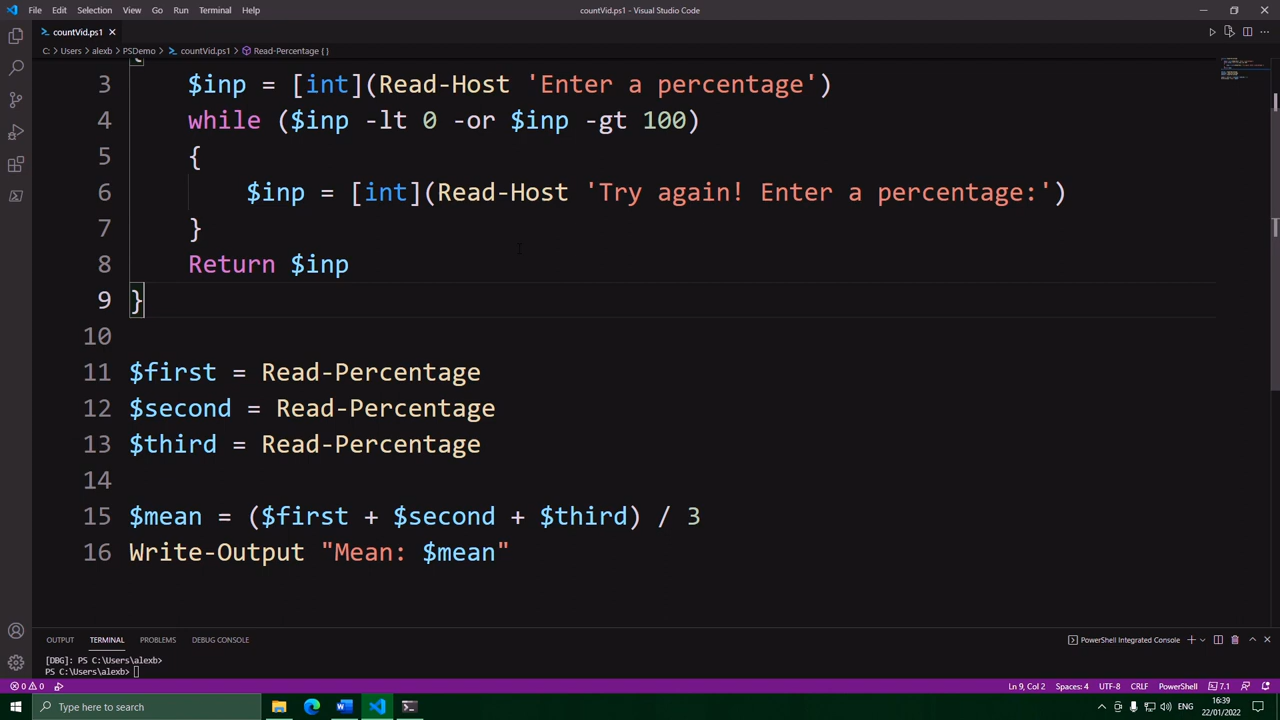 File Edit Selection View Go Run Terminal Help countVid.ps1 - Visual Studio Code
countVid.ps1
C: > Users > alexb > PSDemo > countVid.ps1 > Read-Percentage { }
{
3 $inp = [int](Read-Host 'Enter a percentage')
4 while ($inp -lt 0 -or $inp -gt 100)
5 {
6 $inp = [int](Read-Host 'Try again! Enter a percentage:')
7 }
8 Return $inp
9 }
10
11 $first = Read-Percentage
12 $second = Read-Percentage
13 $third = Read-Percentage
14
15 $mean = ($first + $second + $third) / 3
16 Write-Output "Mean: $mean"
OUTPUT TERMINAL PROBLEMS DEBUG CONSOLE PowerShell Integrated Console
[DBG]: PS C:\Users\alexb>
PS C:\Users\alexb>
0 0 Ln 9, Col 2 Spaces: 4 UTF-8 CRLF PowerShell 7.1
Type here to search ENG 16:39
22/01/2022